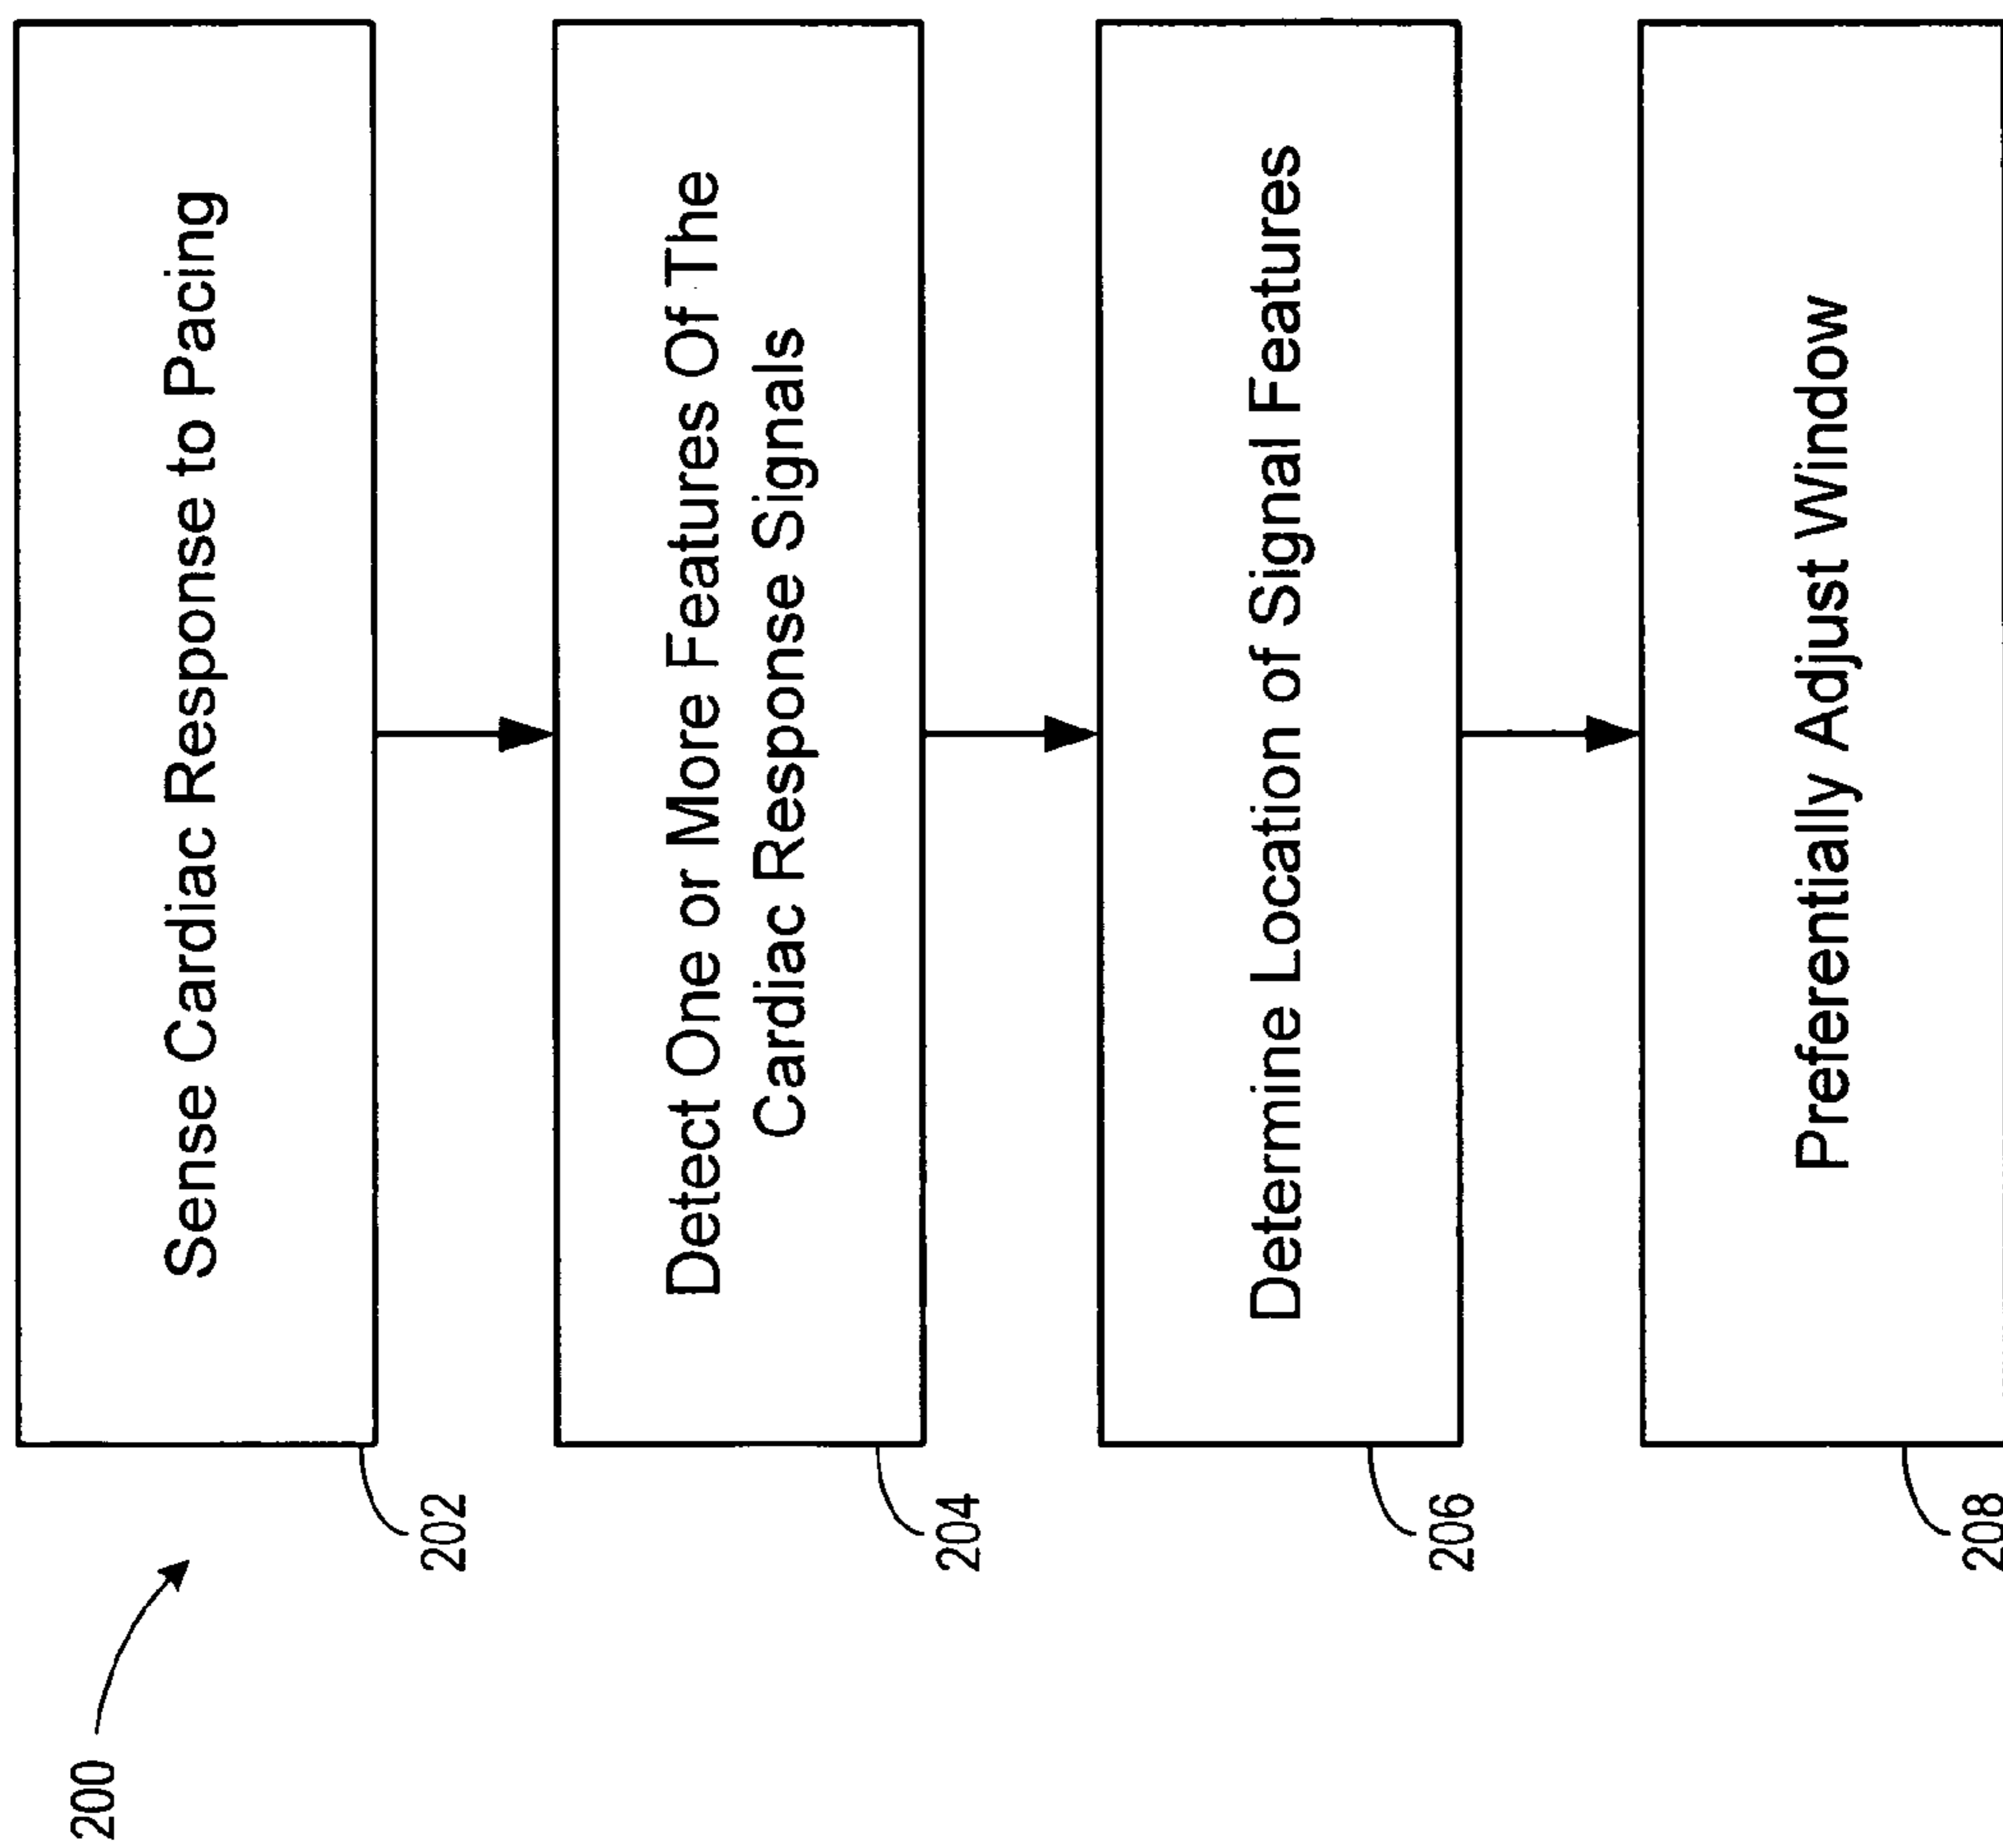 200
202
Sense Cardiac Response to Pacing
204
Detect One or More Features Of The
Cardiac Response Signals
206
Determine Location of Signal Features
208
Preferentially Adjust Window